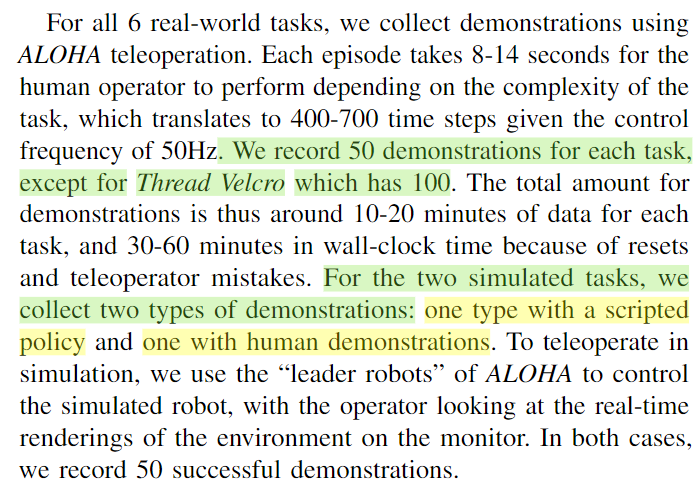 For all 6 real-world tasks, we collect demonstrations using
ALOHA teleoperation. Each episode takes 8-14 seconds for the
human operator to perform depending on the complexity of the
task, which translates to 400-700 time steps given the control
frequency of 50Hz. We record 50 demonstrations for each task,
except for Thread Velcro which has 100. The total amount for
demonstrations is thus around 10-20 minutes of data for each
task, and 30-60 minutes in wall-clock time because of resets
and teleoperator mistakes. For the two simulated tasks, we
collect two types of demonstrations: one type with a scripted
policy and one with human demonstrations. To teleoperate in
simulation, we use the “leader robots” of ALOHA to control
the simulated robot, with the operator looking at the real-time
renderings of the environment on the monitor. In both cases,
we record 50 successful demonstrations.